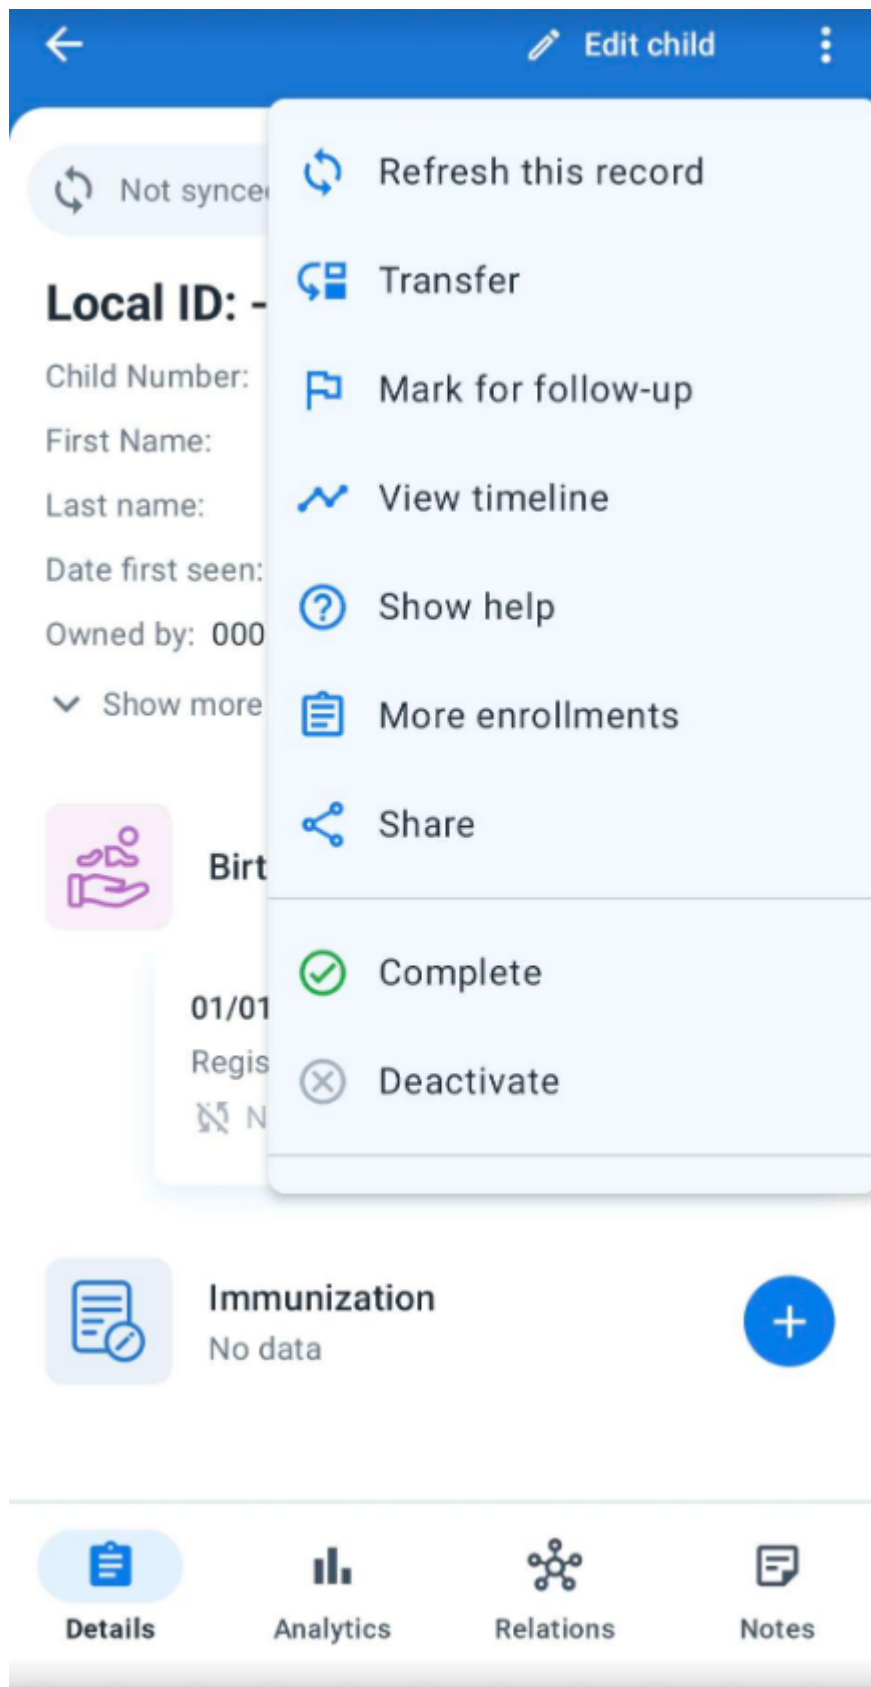 Edit child
Refresh this record
Not synce
Transfer
Local ID: -
Child Number:
Mark for follow-up
First Name:
Last name:
View timeline
Date first seen:
Show help
Owned by: 000
Show more
More enrollments
Share
Birt
Complete
01/01
Regis
Deactivate
N
Immunization
No data
Details
Analytics
Relations
Notes